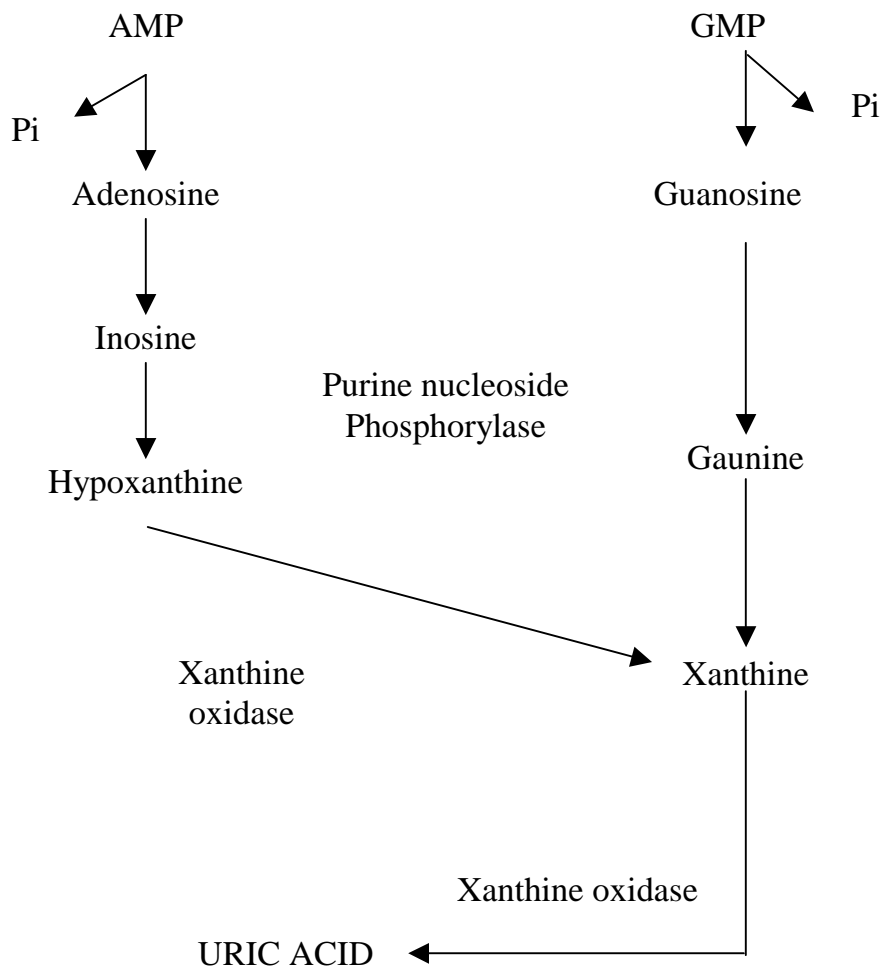 AMP
GMP
Pi
Pi
Adenosine
Guanosine
Inosine
Purine nucleoside
Phosphorylase
Gaunine
Hypoxanthine
Xanthine
oxidase
Xanthine
Xanthine oxidase
URIC ACID